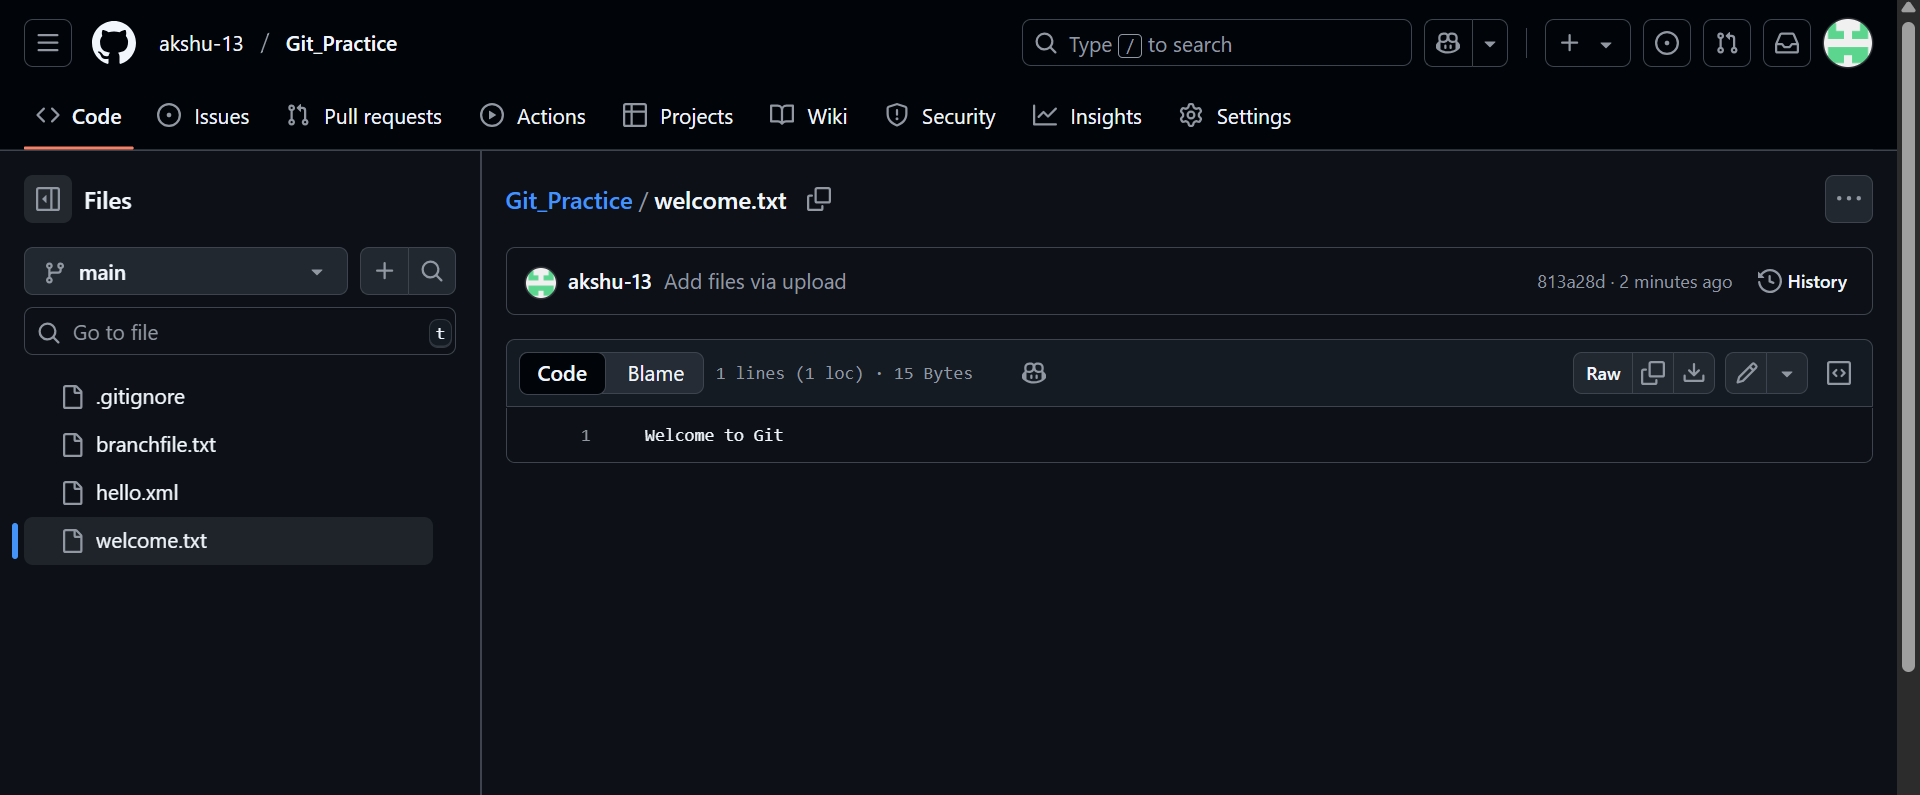 akshu-13 / Git_Practice
Type / to search
Code Issues Pull requests Actions Projects Wiki Security Insights Settings
Files
main
Go to file t
.gitignore
branchfile.txt
hello.xml
welcome.txt
Git_Practice / welcome.txt
akshu-13 Add files via upload 813a28d · 2 minutes ago History
Code Blame 1 lines (1 loc) · 15 Bytes Raw
1 Welcome to Git